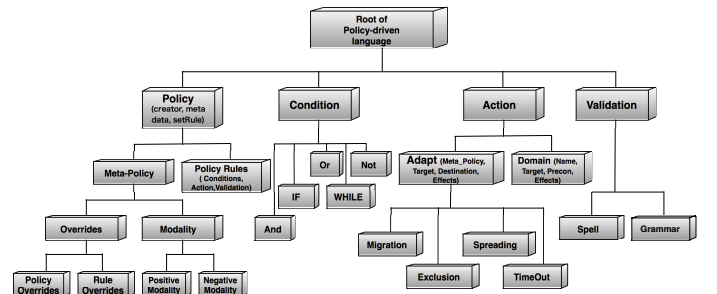 Root of
Policy-driven
language
Policy
(creator, meta
data, setRule)
Condition
Action
Validation
Meta-Policy
Policy Rules
( Conditions,
Action,Validation)
Or
Not
Adapt (Meta_Policy,
Target, Destination,
Effects)
Domain (Name,
Target, Precon,
Effects)
IF
WHILE
And
Overrides
Modality
Migration
Spreading
Spell
Grammar
Exclusion
TimeOut
Policy
Overrides
Rule
Overrides
Positive
Modality
Negative
Modality